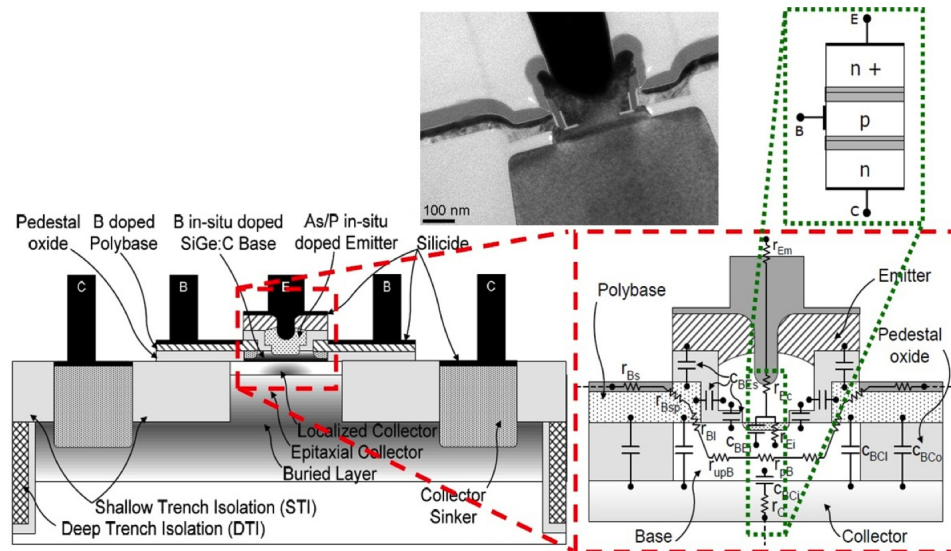 E
n +
B
p
n
C
100 nm
Pedestal
oxide
B doped
Polybase
B in-situ doped
SiGe:C Base
As/P in-situ
doped Emitter
Silicide
C
B
E
B
C
Localized Collector
Epitaxial Collector
Buried Layer
Shallow Trench Isolation (STI)
Deep Trench Isolation (DTI)
Collector
Sinker
rEm
Polybase
Emitter
Pedestal
oxide
rBs
cBEs
rEc
rBsp
rBl
cBE
rEi
cBCl
cBCo
rupB
rpB
cBCi
rC
Base
Collector